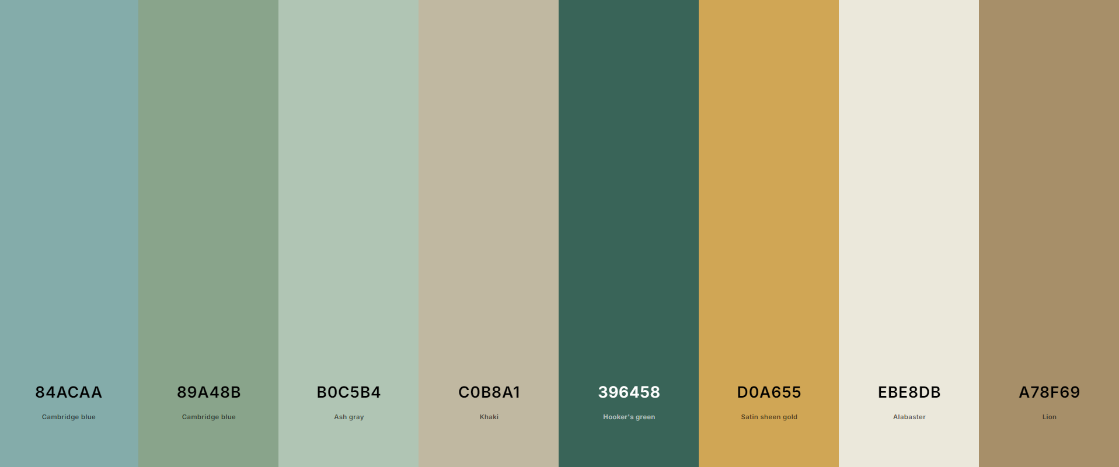 84ACAA
Cambridge blue
89A48B
Cambridge blue
B0C5B4
Ash gray
C0B8A1
Khaki
396458
Hooker's green
D0A655
Satin sheen gold
EBE8DB
Alabaster
A78F69
Lion